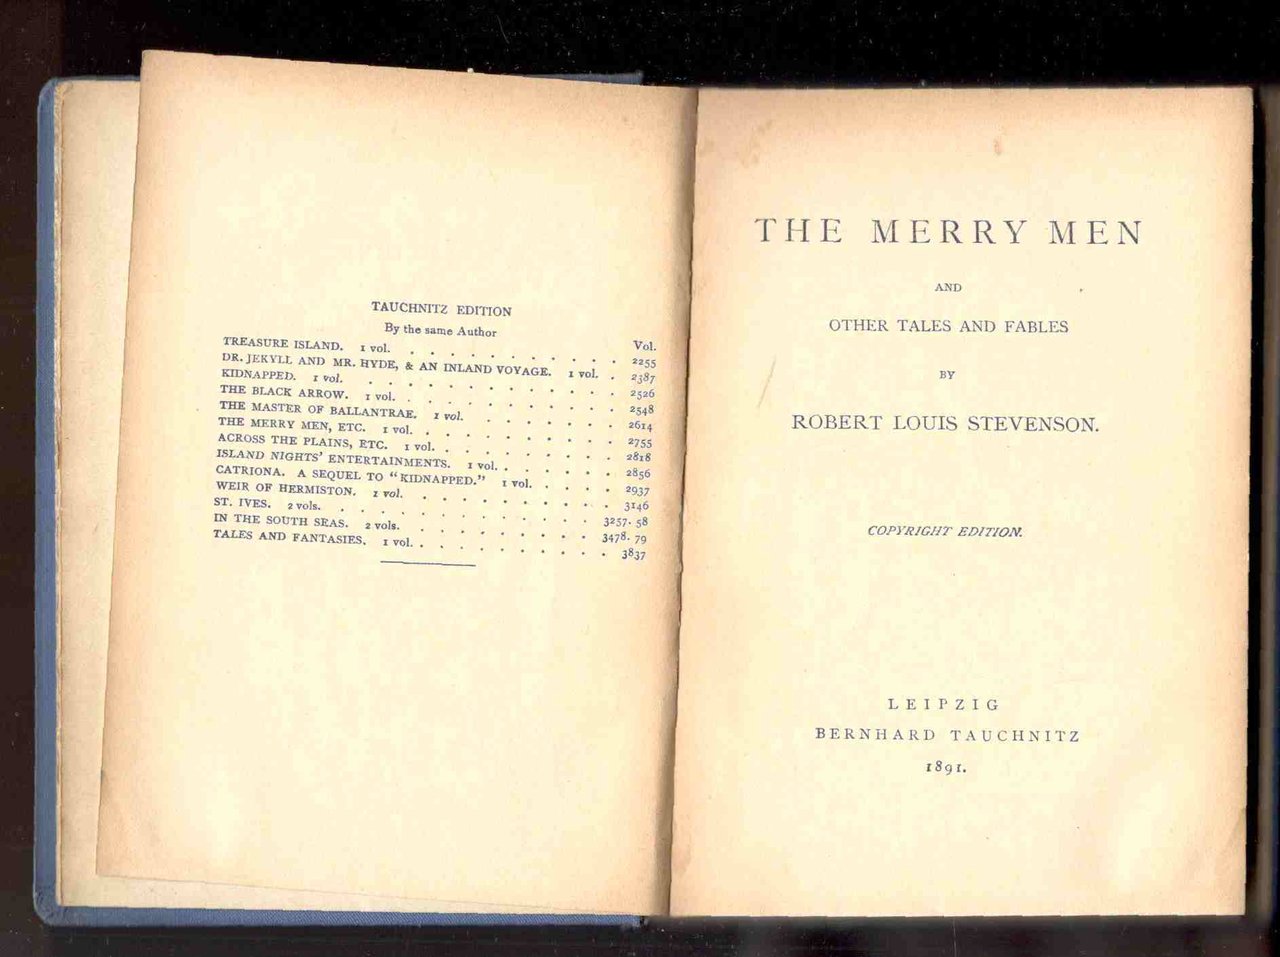 TAUCHNITZ EDITION
By the same Author
Vol.
TREASURE ISLAND. 1 vol. . . . . . . . . . . . 2255
DR. JEKYLL AND MR. HYDE, & AN INLAND VOYAGE. 1 vol. . 2387
KIDNAPPED. 1 vol. . . . . . . . . . . . . 2526
THE BLACK ARROW. 1 vol. . . . . . . . . . . . 2548
THE MASTER OF BALLANTRAE. 1 vol. . . . . . . . . 2614
THE MERRY MEN, ETC. 1 vol. . . . . . . . . . . 2755
ACROSS THE PLAINS, ETC. 1 vol. . . . . . . . . . 2818
ISLAND NIGHTS' ENTERTAINMENTS. 1 vol. . . . . . . . 2856
CATRIONA. A SEQUEL TO "KIDNAPPED." 1 vol. . . . . . 2937
WEIR OF HERMISTON. 1 vol. . . . . . . . . . . 3146
ST. IVES. 2 vols. . . . . . . . . . . . . 3257. 58
IN THE SOUTH SEAS. 2 vols. . . . . . . . . . . 3478. 79
TALES AND FANTASIES. 1 vol. . . . . . . . . . . 3837
THE MERRY MEN
AND
OTHER TALES AND FABLES
BY
ROBERT LOUIS STEVENSON.
COPYRIGHT EDITION.
LEIPZIG
BERNHARD TAUCHNITZ
1891.